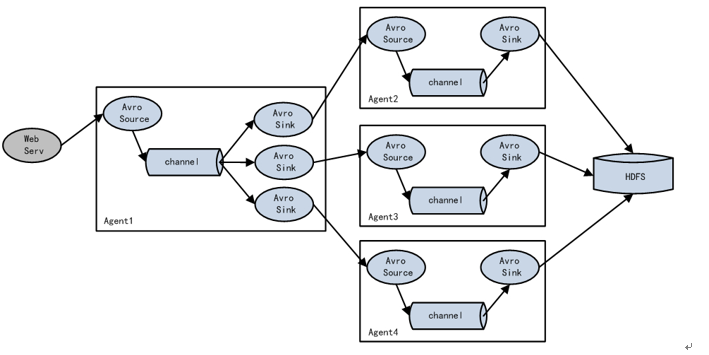 Web
Serv
Avro
Source
channel
Avro
Sink
Avro
Sink
Avro
Sink
Agent1
Avro
Source
channel
Avro
Sink
Agent2
Avro
Source
channel
Avro
Sink
Agent3
Avro
Source
channel
Avro
Sink
Agent4
HDFS